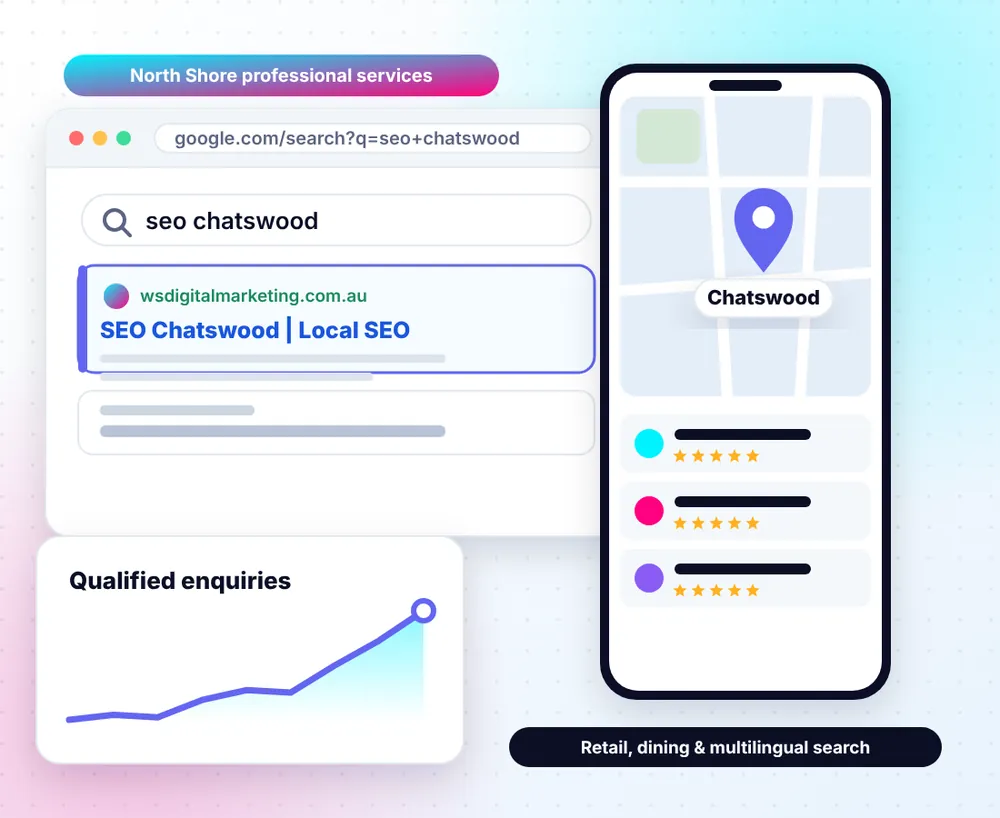 North Shore professional services
google.com/search?q=seo+chatswood
seo chatswood
wsdigitalmarketing.com.au
SEO Chatswood | Local SEO
Chatswood
Qualified enquiries
Retail, dining & multilingual search